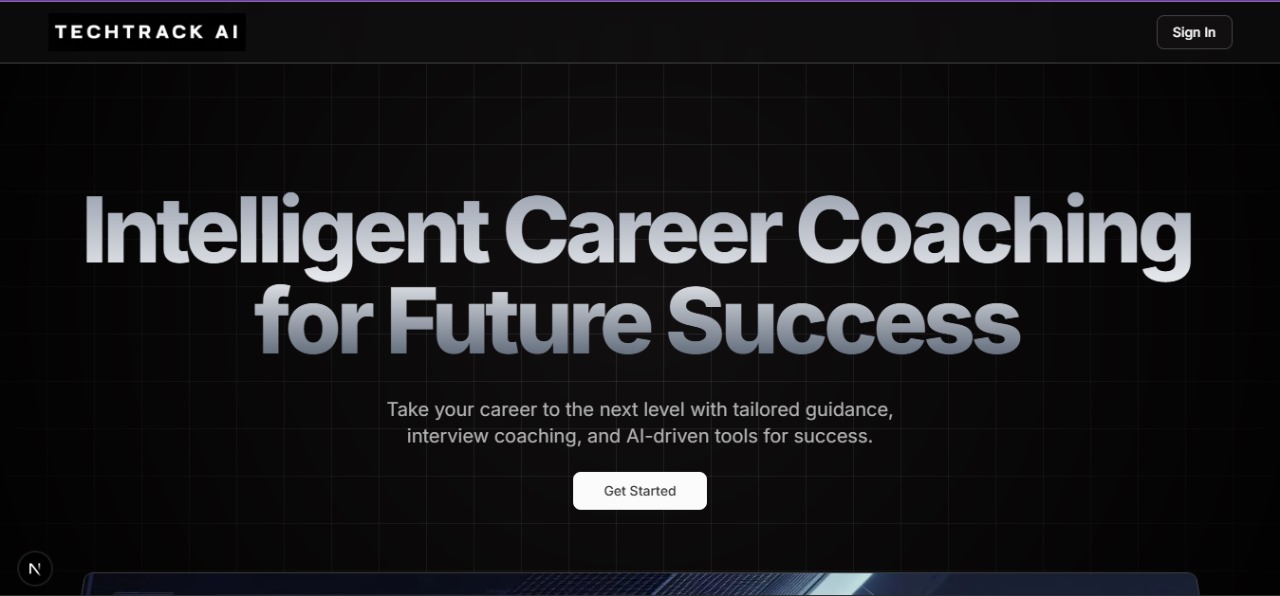 TECHTRACK AI
Sign In
Intelligent Career Coaching
for Future Success
Take your career to the next level with tailored guidance,
interview coaching, and AI-driven tools for success.
Get Started
N